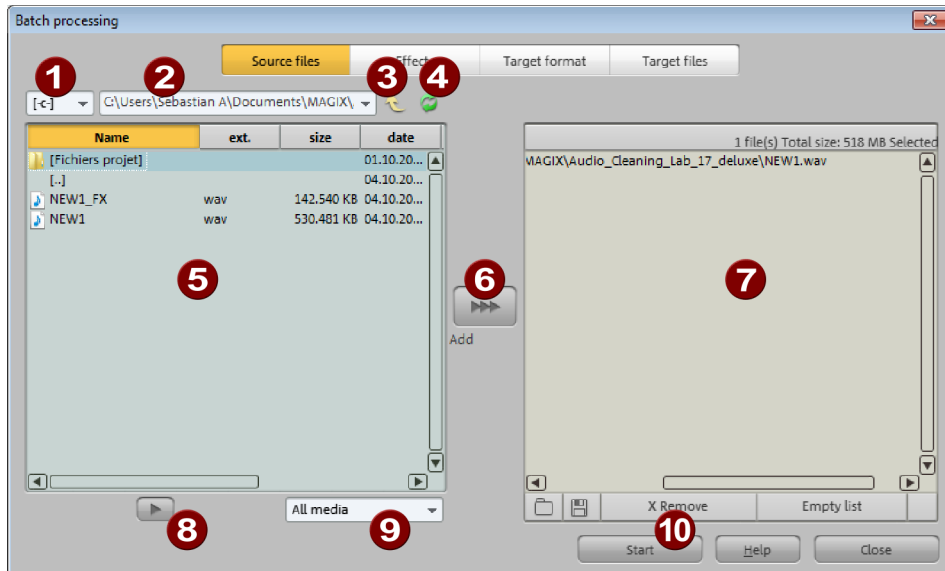 Batch processing
Source files Effects Target format Target files
1 2 3 4
[-c-] C:\Users\Sebastian A\Documents\MAGIX\
Name ext. size date
[Fichiers projet] 01.10.20...
[..] 04.10.20...
NEW1_FX wav 142.540 KB 04.10.20...
NEW1 wav 530.481 KB 04.10.20...
5
6
Add
1 file(s) Total size: 518 MB Selected
MAGIX\Audio_Cleaning_Lab_17_deluxe\NEW1.wav
7
8
All media
9
X Remove Empty list
10
Start Help Close